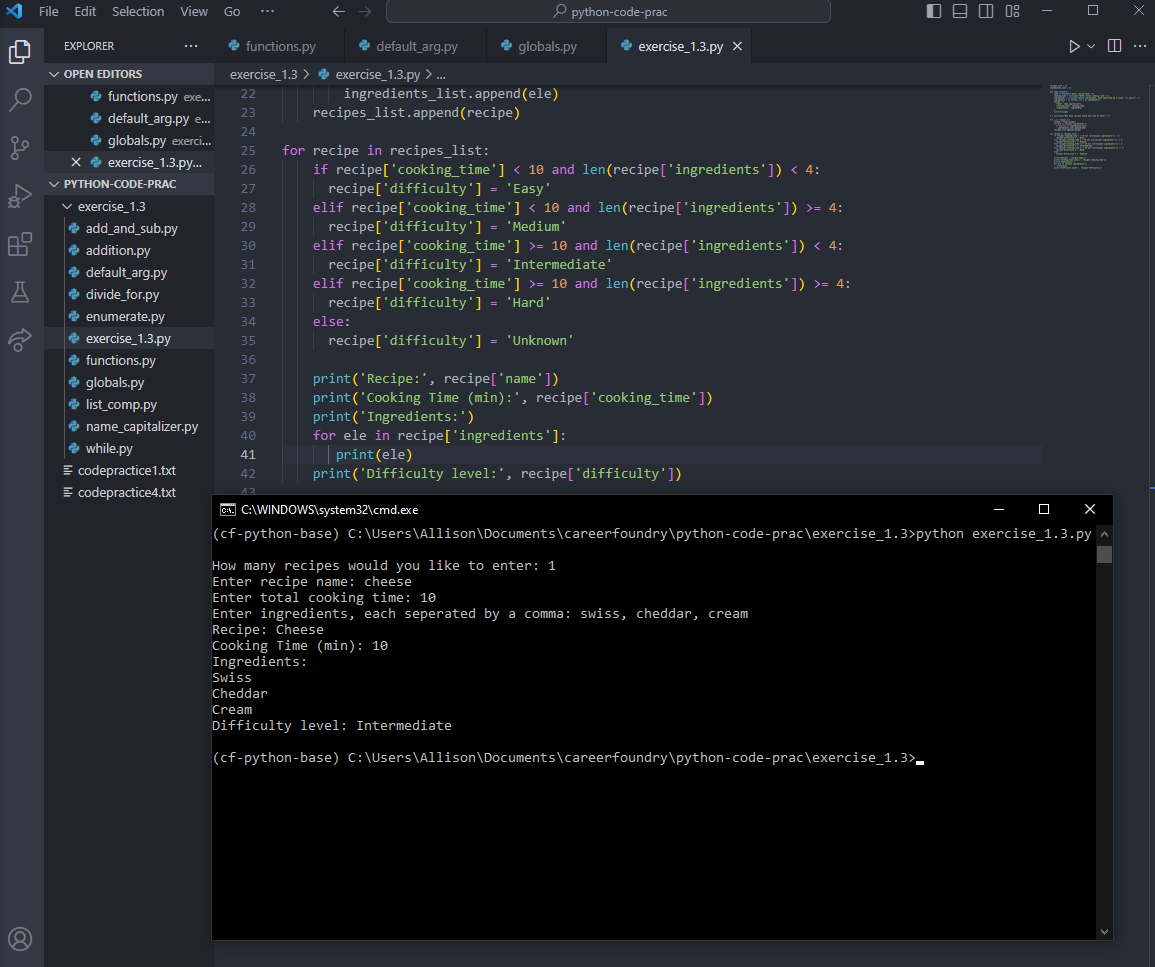 File Edit Selection View Go ··· python-code-prac
EXPLORER ···
OPEN EDITORS
functions.py exe...
default_arg.py e...
globals.py exerci...
exercise_1.3.py...
PYTHON-CODE-PRAC
exercise_1.3
add_and_sub.py
addition.py
default_arg.py
divide_for.py
enumerate.py
exercise_1.3.py
functions.py
globals.py
list_comp.py
name_capitalizer.py
while.py
codepractice1.txt
codepractice4.txt
functions.py default_arg.py globals.py exercise_1.3.py
exercise_1.3 > exercise_1.3.py > ...
22 ingredients_list.append(ele)
23 recipes_list.append(recipe)
24
25 for recipe in recipes_list:
26 if recipe['cooking_time'] < 10 and len(recipe['ingredients']) < 4:
27 recipe['difficulty'] = 'Easy'
28 elif recipe['cooking_time'] < 10 and len(recipe['ingredients']) >= 4:
29 recipe['difficulty'] = 'Medium'
30 elif recipe['cooking_time'] >= 10 and len(recipe['ingredients']) < 4:
31 recipe['difficulty'] = 'Intermediate'
32 elif recipe['cooking_time'] >= 10 and len(recipe['ingredients']) >= 4:
33 recipe['difficulty'] = 'Hard'
34 else:
35 recipe['difficulty'] = 'Unknown'
36
37 print('Recipe:', recipe['name'])
38 print('Cooking Time (min):', recipe['cooking_time'])
39 print('Ingredients:')
40 for ele in recipe['ingredients']:
41 print(ele)
42 print('Difficulty level:', recipe['difficulty'])
43
C:\WINDOWS\system32\cmd.exe
(cf-python-base) C:\Users\Allison\Documents\careerfoundry\python-code-prac\exercise_1.3>python exercise_1.3.py
How many recipes would you like to enter: 1
Enter recipe name: cheese
Enter total cooking time: 10
Enter ingredients, each seperated by a comma: swiss, cheddar, cream
Recipe: Cheese
Cooking Time (min): 10
Ingredients:
Swiss
Cheddar
Cream
Difficulty level: Intermediate
(cf-python-base) C:\Users\Allison\Documents\careerfoundry\python-code-prac\exercise_1.3>